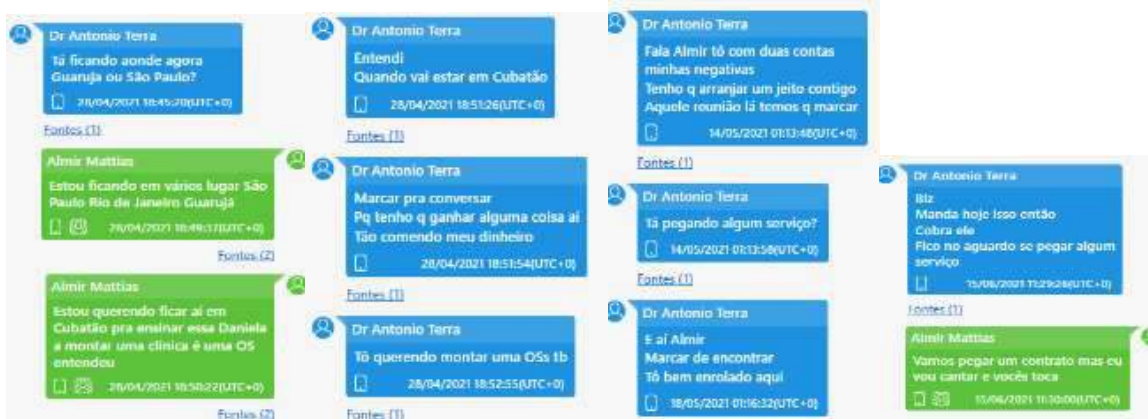 Dr Antonio Terra
Tá ficando aonde agora
Guaruja ou São Paulo?
28/04/2021 18:45:20(UTC+0)
Fontes (1)
Almir Mattias
Estou ficando em vários lugar São
Paulo Rio de Janeiro Guarujá
28/04/2021 18:49:37(UTC+0)
Fontes (2)
Almir Mattias
Estou querendo ficar aí em
Cubatão pra ensinar essa Daniela
a montar uma clinica é uma OS
entendeu
28/04/2021 18:50:22(UTC+0)
Fontes (2)
Dr Antonio Terra
Entendi
Quando vai estar em Cubatão
28/04/2021 18:51:26(UTC+0)
Fontes (1)
Dr Antonio Terra
Marcar pra conversar
Pq tenho q ganhar alguma coisa aí
Tão comendo meu dinheiro
28/04/2021 18:51:54(UTC+0)
Fontes (1)
Dr Antonio Terra
Tô querendo montar uma OSs tb
28/04/2021 18:52:55(UTC+0)
Fontes (1)
Dr Antonio Terra
Fala Almir tô com duas contas
minhas negativas
Tenho q arranjar um jeito contigo
Aquele reunião lá temos q marcar
14/05/2021 01:13:48(UTC+0)
Fontes (1)
Dr Antonio Terra
Tá pegando algum serviço?
14/05/2021 01:13:58(UTC+0)
Fontes (1)
Dr Antonio Terra
E aí Almir
Marcar de encontrar
Tô bem enrolado aqui
18/05/2021 01:16:32(UTC+0)
Dr Antonio Terra
Blz
Manda hoje isso então
Cobra ele
Fico no aguardo se pegar algum
serviço
15/06/2021 11:29:28(UTC+0)
Fontes (1)
Almir Mattias
Vamos pegar um contrato mas eu
vou cantar e vocês toca
15/06/2021 11:30:00(UTC+0)